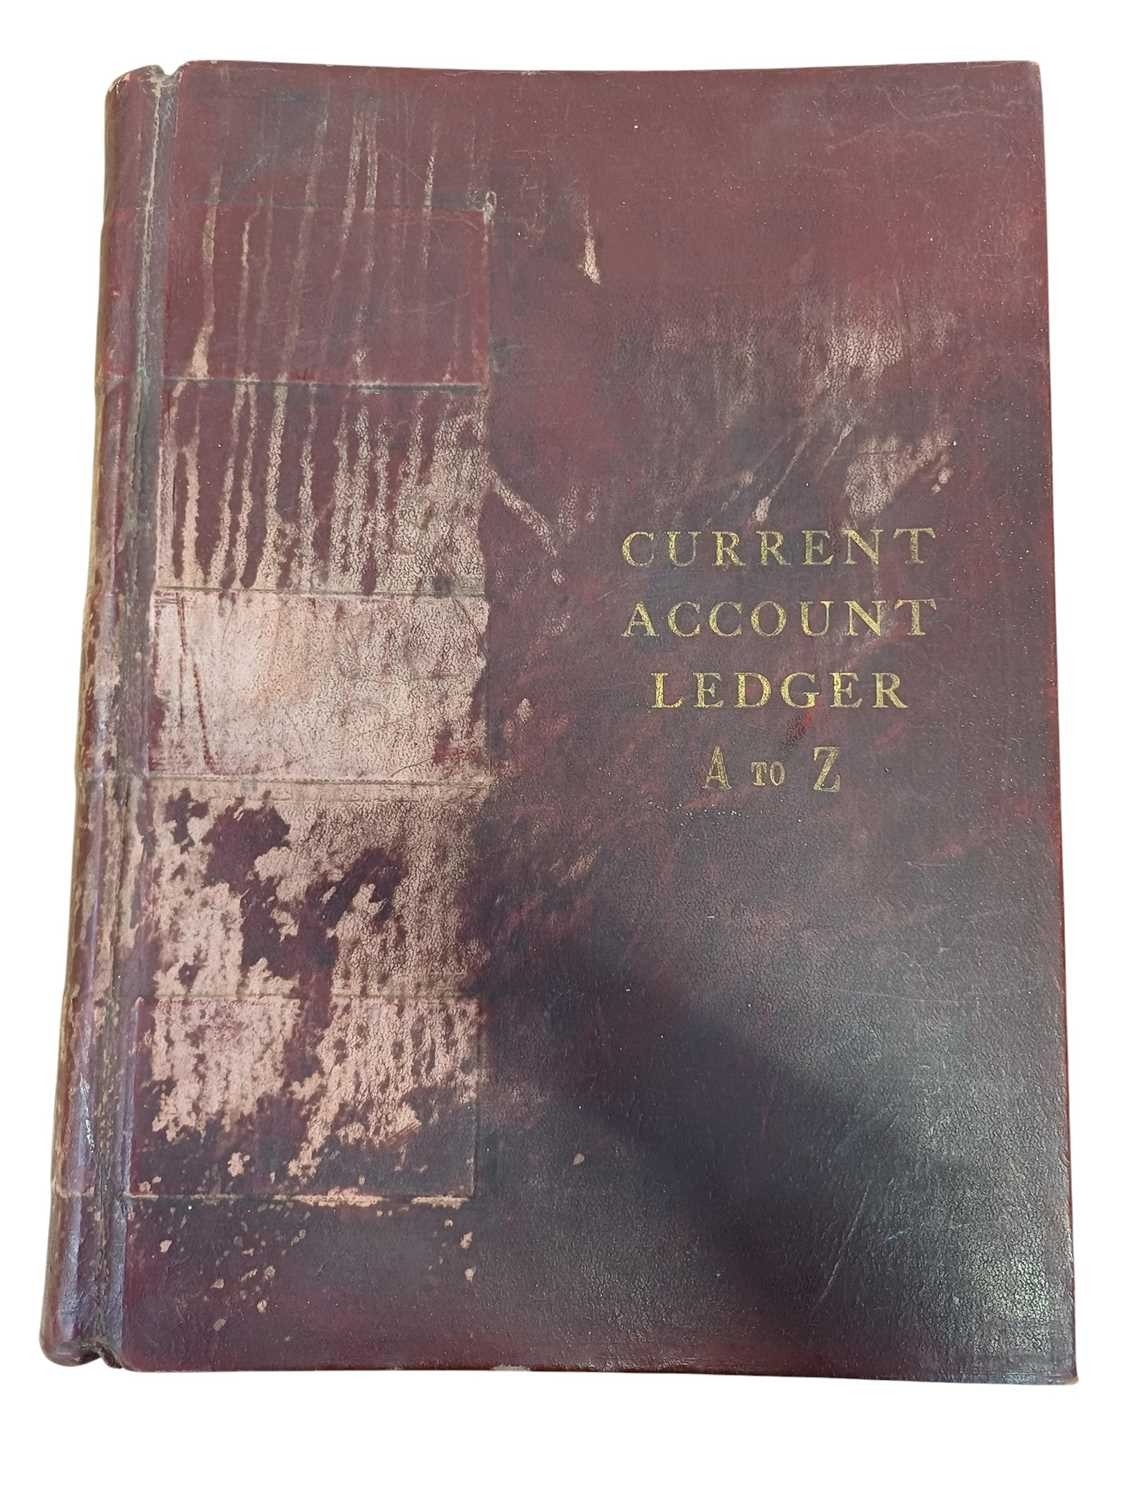 CURRENT
ACCOUNT
LEDGER
A TO Z